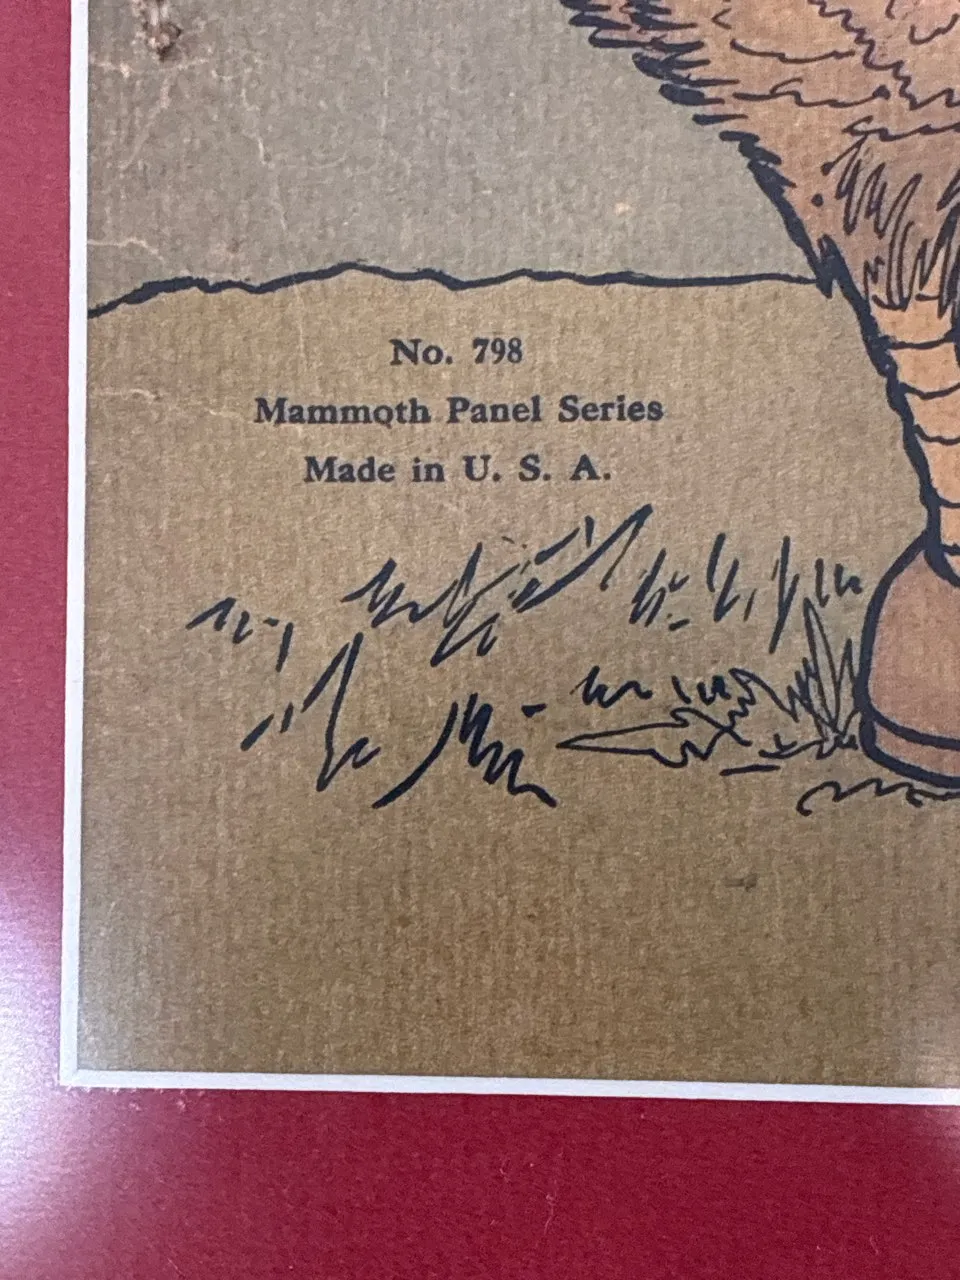 No. 798
Mammoth Panel Series
Made in U. S. A.